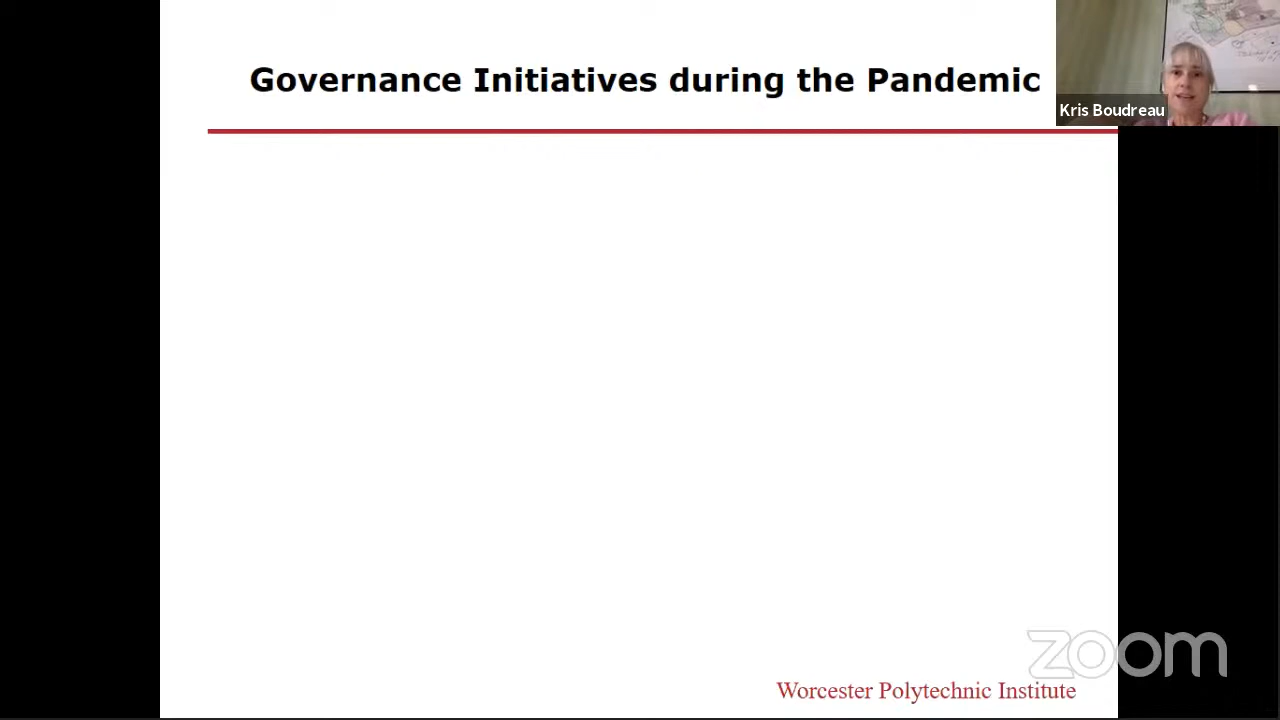 Governance Initiatives during the Pandemic
Kris Boudreau
zoom
Worcester Polytechnic Institute